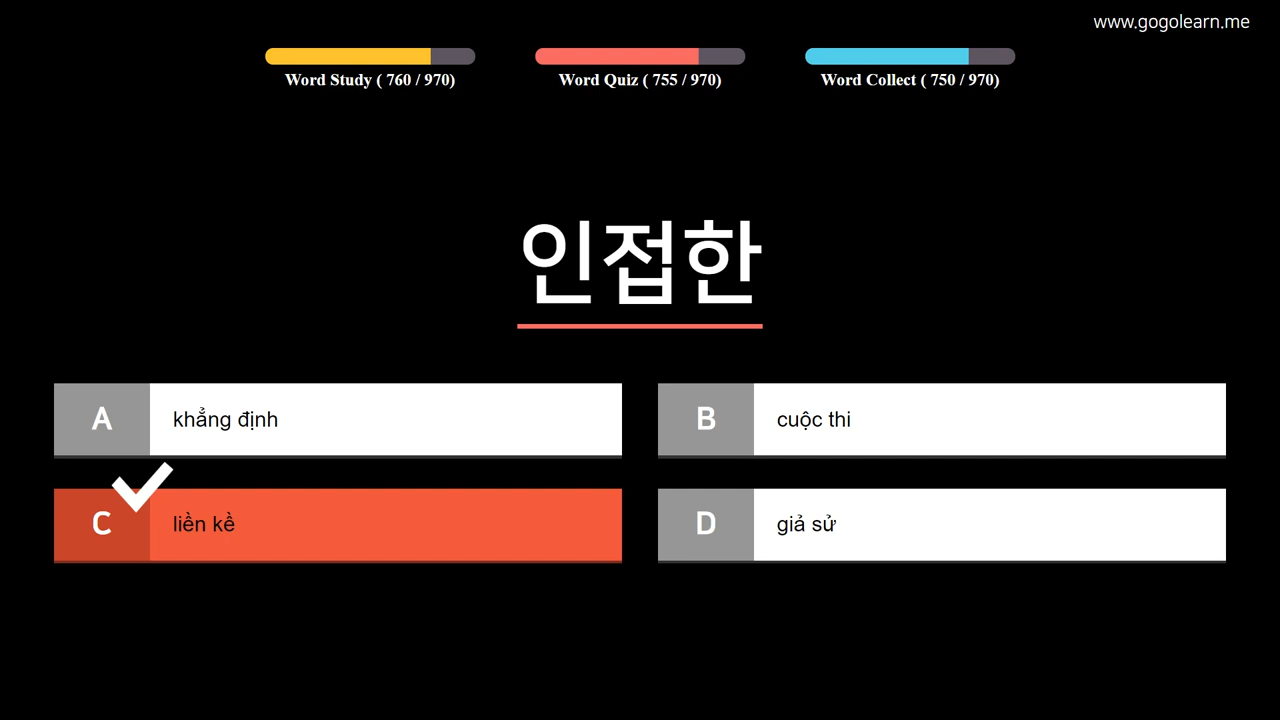 www.gogolearn.me
Word Study ( 760 / 970)
Word Quiz ( 755 / 970)
Word Collect ( 750 / 970)
인접한
A khẳng định
B cuộc thi
C liền kề
D giả sử